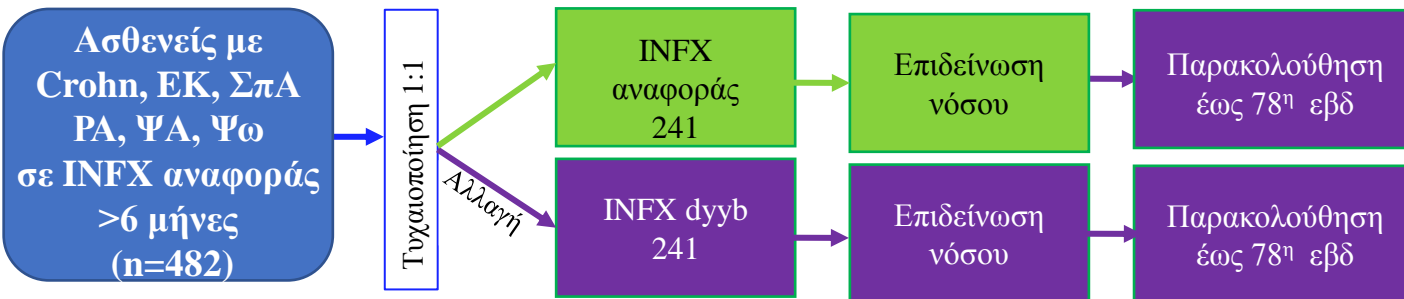 Ασθενείς με
Crohn, ΕΚ, ΣπΑ
ΡΑ, ΨΑ, Ψω
σε INFX αναφοράς
>6 μήνες
(n=482)
Τυχαιοποίηση 1:1
Αλλαγή
INFX
αναφοράς
241
Επιδείνωση
νόσου
Παρακολούθηση
έως 78η εβδ
INFX dyyb
241
Επιδείνωση
νόσου
Παρακολούθηση
έως 78η εβδ